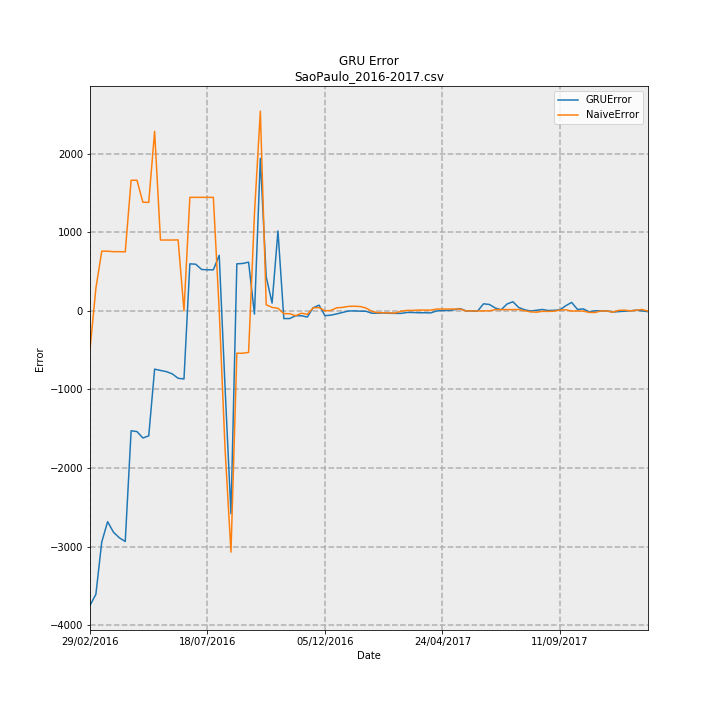 GRU Error
SaoPaulo_2016-2017.csv
GRUError
NaiveError
2000
1000
0
−1000
−2000
−3000
−4000
Error
29/02/2016 18/07/2016 05/12/2016 24/04/2017 11/09/2017
Date